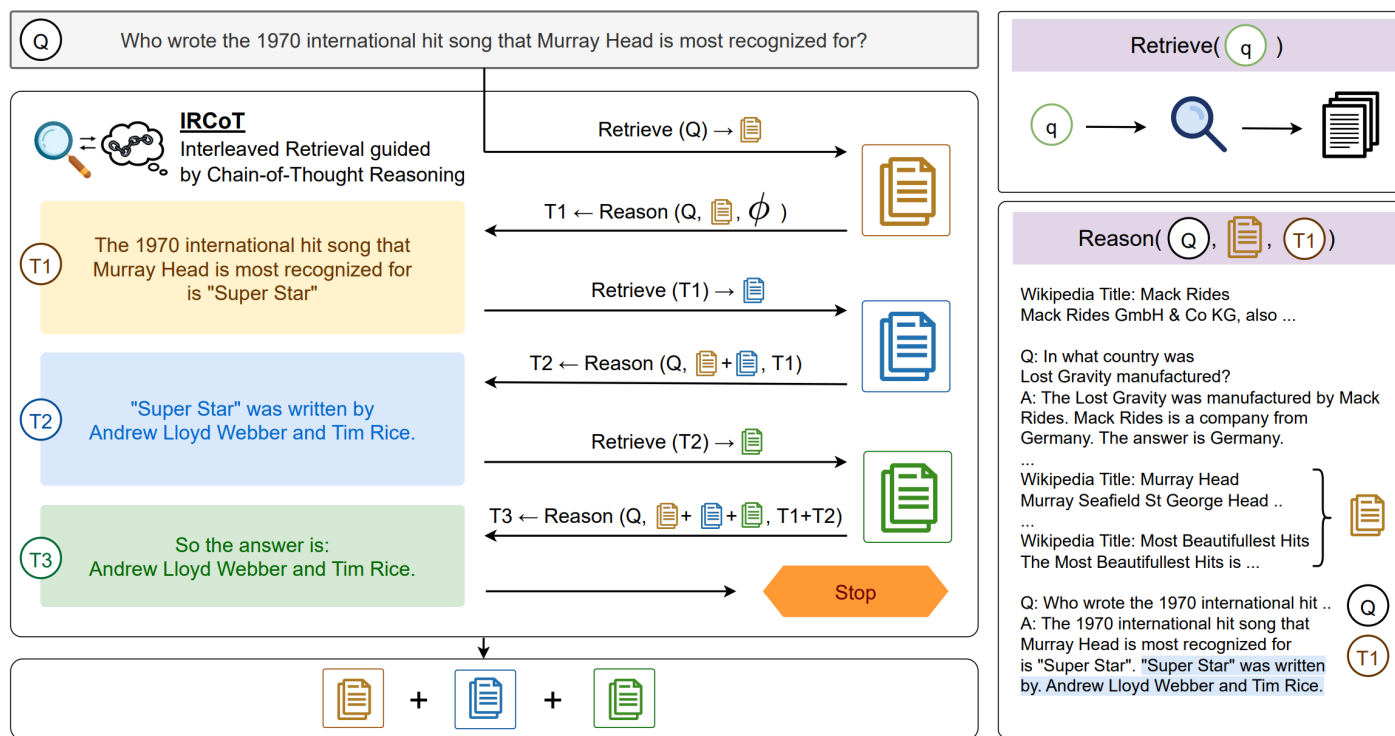 Q
Who wrote the 1970 international hit song that Murray Head is most recognized for?
IRCoT
Interleaved Retrieval guided
by Chain-of-Thought Reasoning
Retrieve (Q) →
T1 ← Reason (Q, , ϕ )
T1
The 1970 international hit song that
Murray Head is most recognized for
is "Super Star"
Retrieve (T1) →
T2 ← Reason (Q, + , T1)
T2
"Super Star" was written by
Andrew Lloyd Webber and Tim Rice.
Retrieve (T2) →
T3 ← Reason (Q, + + , T1+T2)
T3
So the answer is:
Andrew Lloyd Webber and Tim Rice.
Stop
+ +
Retrieve( q )
q
Reason( Q , , T1 )
Wikipedia Title: Mack Rides
Mack Rides GmbH & Co KG, also ...
Q: In what country was
Lost Gravity manufactured?
A: The Lost Gravity was manufactured by Mack
Rides. Mack Rides is a company from
Germany. The answer is Germany.
...
Wikipedia Title: Murray Head
Murray Seafield St George Head ..
...
Wikipedia Title: Most Beautifullest Hits
The Most Beautifullest Hits is ...
Q: Who wrote the 1970 international hit ..
Q
A: The 1970 international hit song that
Murray Head is most recognized for
T1
is "Super Star". "Super Star" was written
by. Andrew Lloyd Webber and Tim Rice.